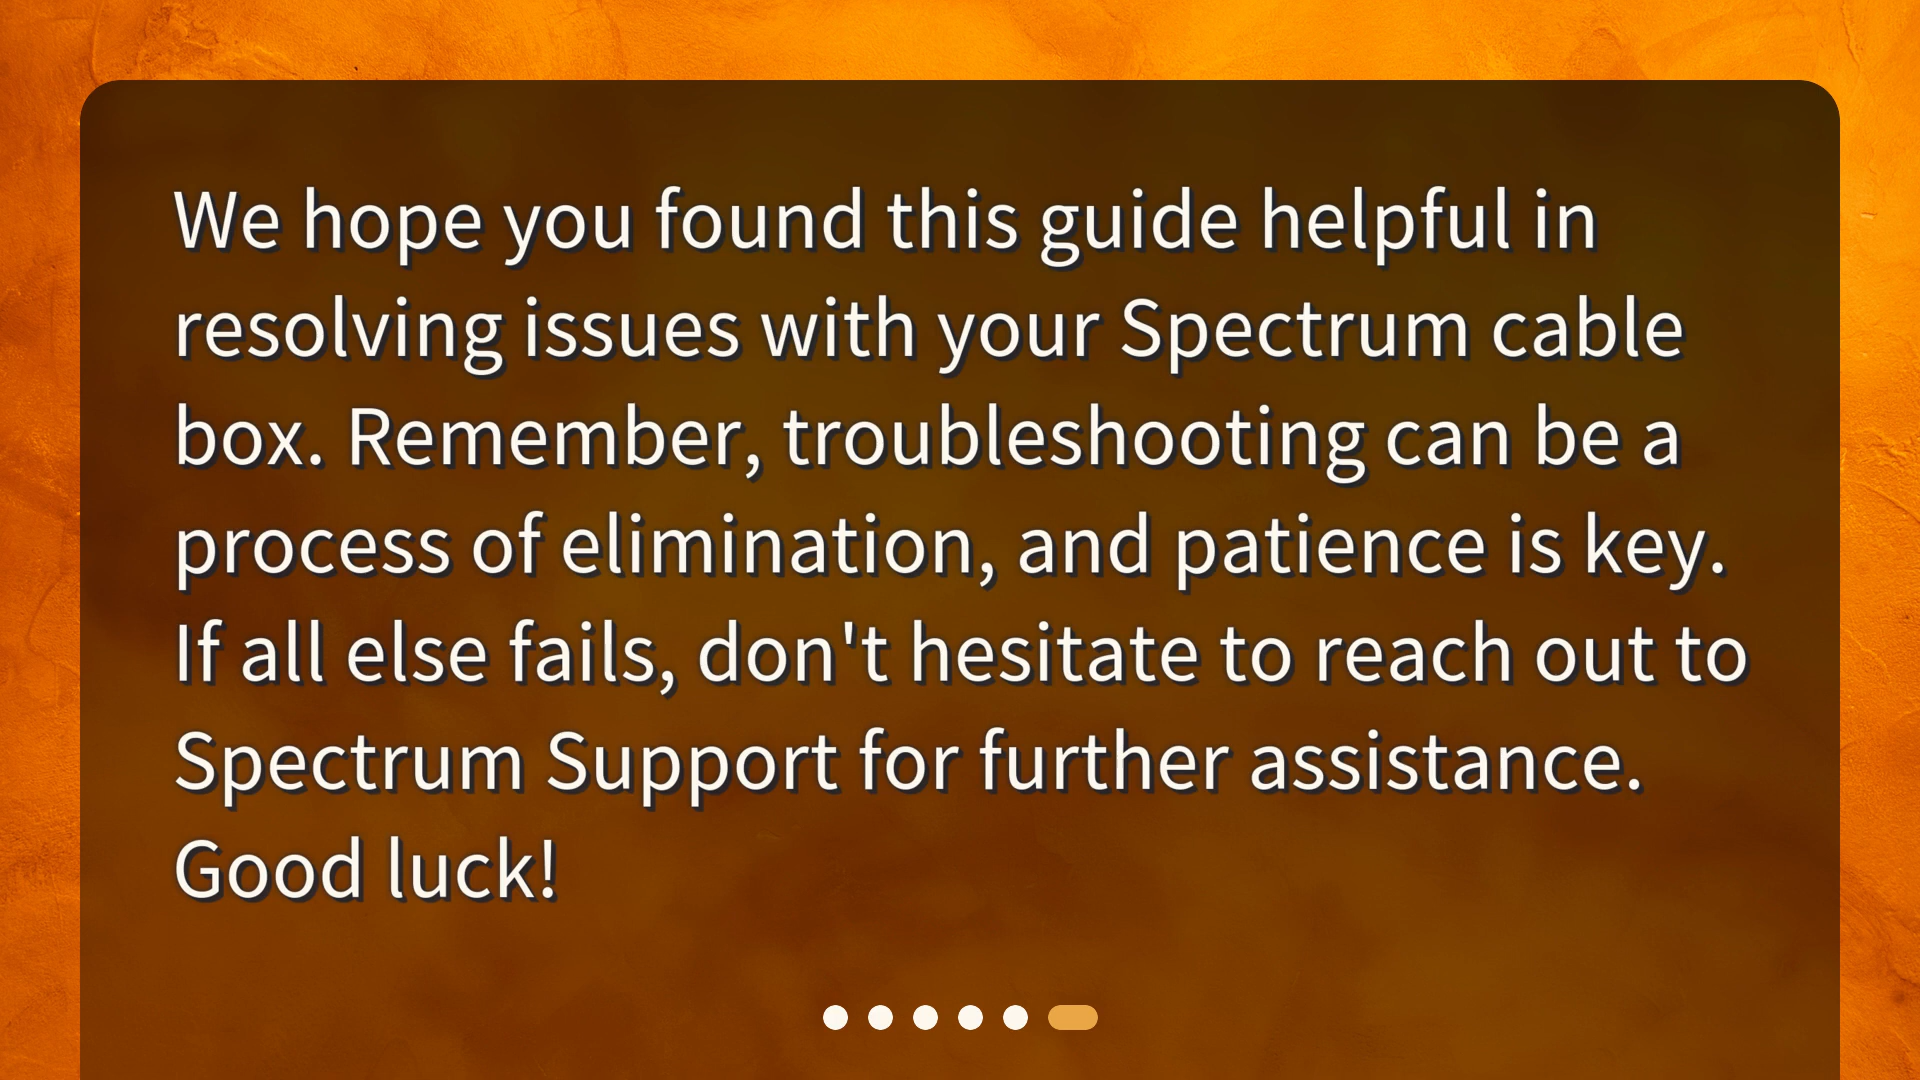 We hope you found this guide helpful in
resolving issues with your Spectrum cable
box. Remember, troubleshooting can be a
process of elimination, and patience is key.
If all else fails, don't hesitate to reach out to
Spectrum Support for further assistance.
Good luck!